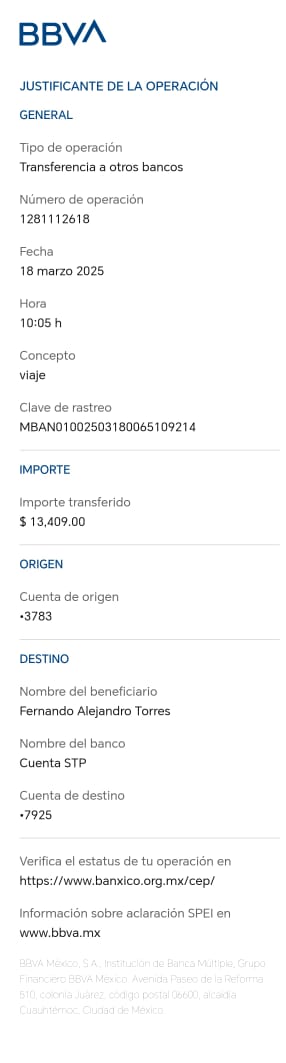 BBVA
JUSTIFICANTE DE LA OPERACIÓN
GENERAL
Tipo de operación
Transferencia a otros bancos
Número de operación
1281112618
Fecha
18 marzo 2025
Hora
10:05 h
Concepto
viaje
Clave de rastreo
MBAN01002503180065109214
IMPORTE
Importe transferido
$ 13,409.00
ORIGEN
Cuenta de origen
•3783
DESTINO
Nombre del beneficiario
Fernando Alejandro Torres
Nombre del banco
Cuenta STP
Cuenta de destino
•7925
Verifica el estatus de tu operación en
https://www.banxico.org.mx/cep/
Información sobre aclaración SPEI en
www.bbva.mx
BBVA México, S.A., Institución de Banca Múltiple, Grupo
Financiero BBVA México. Avenida Paseo de la Reforma
510, colonia Juárez, código postal 06600, alcaldía
Cuauhtémoc, Ciudad de México.